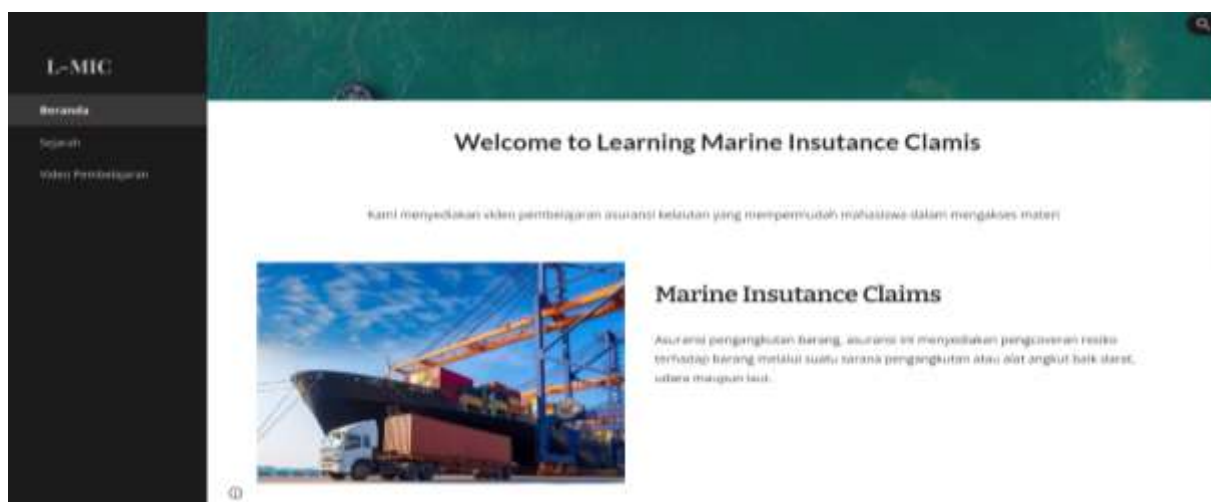 L-MIC
Beranda
Sejarah
Video Pembelajaran
Welcome to Learning Marine Insutance Clamis
Kami menyediakan video pembelajaran asuransi kelautan yang mempermudah mahasiswa dalam mengakses materi
Marine Insutance Claims
Asuransi pengangkutan barang, asuransi ini menyediakan pengcoveran resiko
terhadap barang melalui suatu sarana pengangkutan atau alat angkut baik darat,
udara maupun laut.